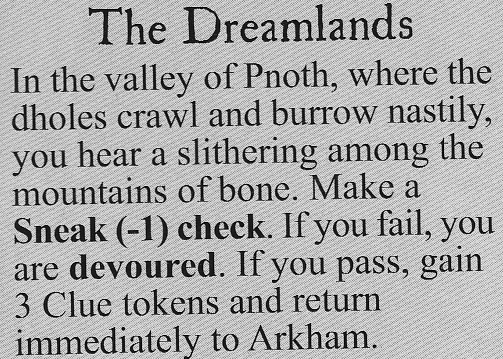 The Dreamlands
In the valley of Pnoth, where the
dholes crawl and burrow nastily,
you hear a slithering among the
mountains of bone. Make a
Sneak (-1) check. If you fail, you
are devoured. If you pass, gain
3 Clue tokens and return
immediately to Arkham.